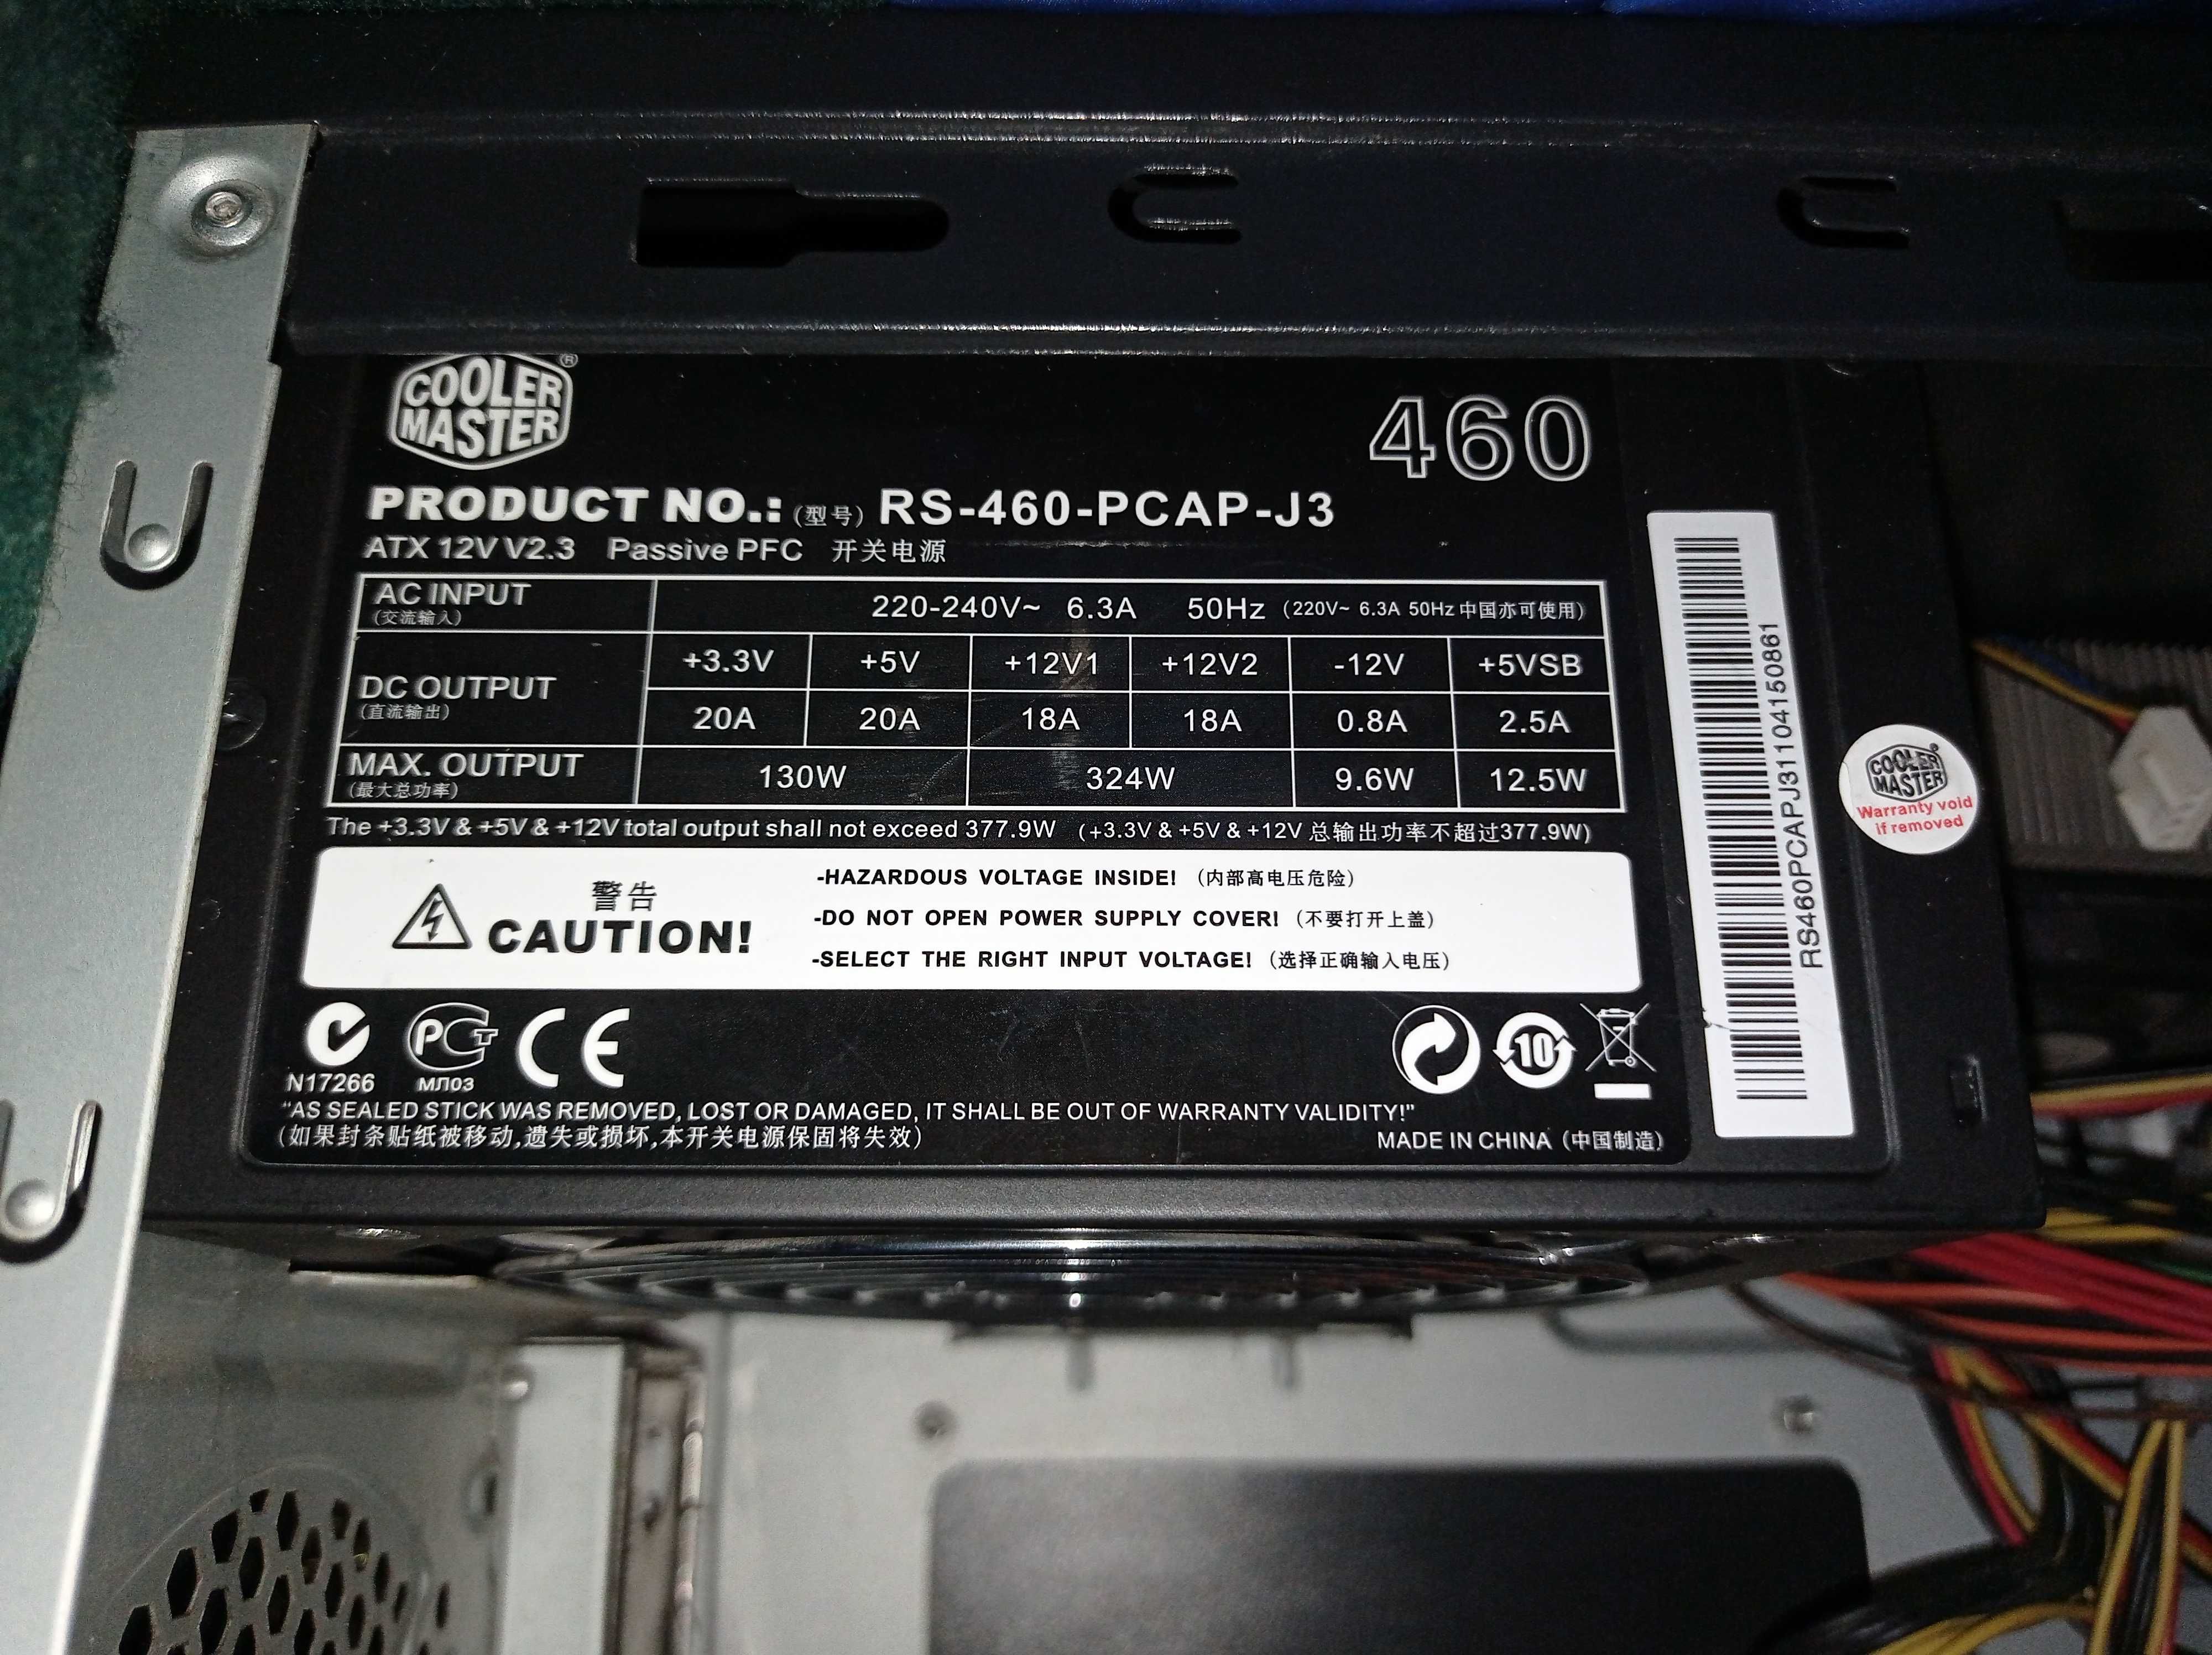 COOLER
MASTER ®
460
PRODUCT NO.: (型号) RS-460-PCAP-J3
ATX 12V V2.3 Passive PFC 开关电源
AC INPUT 220-240V~ 6.3A 50Hz (220V~ 6.3A 50Hz 中国亦可使用)
(交流输入)
+3.3V +5V +12V1 +12V2 -12V +5VSB
DC OUTPUT
(直流输出)
20A 20A 18A 18A 0.8A 2.5A
MAX. OUTPUT 130W 324W 9.6W 12.5W
(最大总功率)
The +3.3V & +5V & +12V total output shall not exceed 377.9W (+3.3V & +5V & +12V 总输出功率不超过377.9W)
警告
CAUTION!
-HAZARDOUS VOLTAGE INSIDE! (内部高电压危险)
-DO NOT OPEN POWER SUPPLY COVER! (不要打开上盖)
-SELECT THE RIGHT INPUT VOLTAGE! (选择正确输入电压)
N17266
РСТ
МЛ03
CE
10
"AS SEALED STICK WAS REMOVED, LOST OR DAMAGED, IT SHALL BE OUT OF WARRANTY VALIDITY!"
(如果封条贴纸被移动,遗失或损坏,本开关电源保固将失效)
MADE IN CHINA (中国制造)
RS460PCAPJ31104150861
COOLER
MASTER
Warranty void
if removed